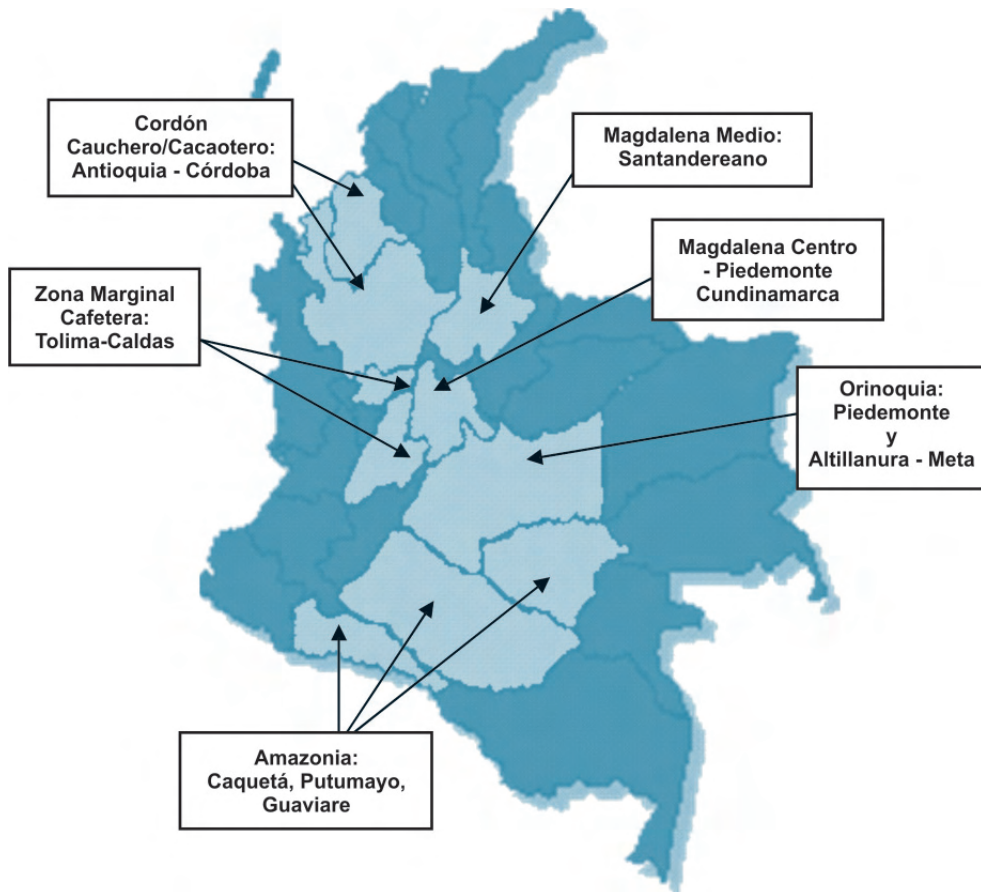 Cordón
Cauchero/Cacaotero:
Antioquia - Córdoba
Magdalena Medio:
Santandereano
Magdalena Centro
- Piedemonte
Cundinamarca
Zona Marginal
Cafetera:
Tolima-Caldas
Orinoquia:
Piedemonte
y
Altillanura - Meta
Amazonia:
Caquetá, Putumayo,
Guaviare